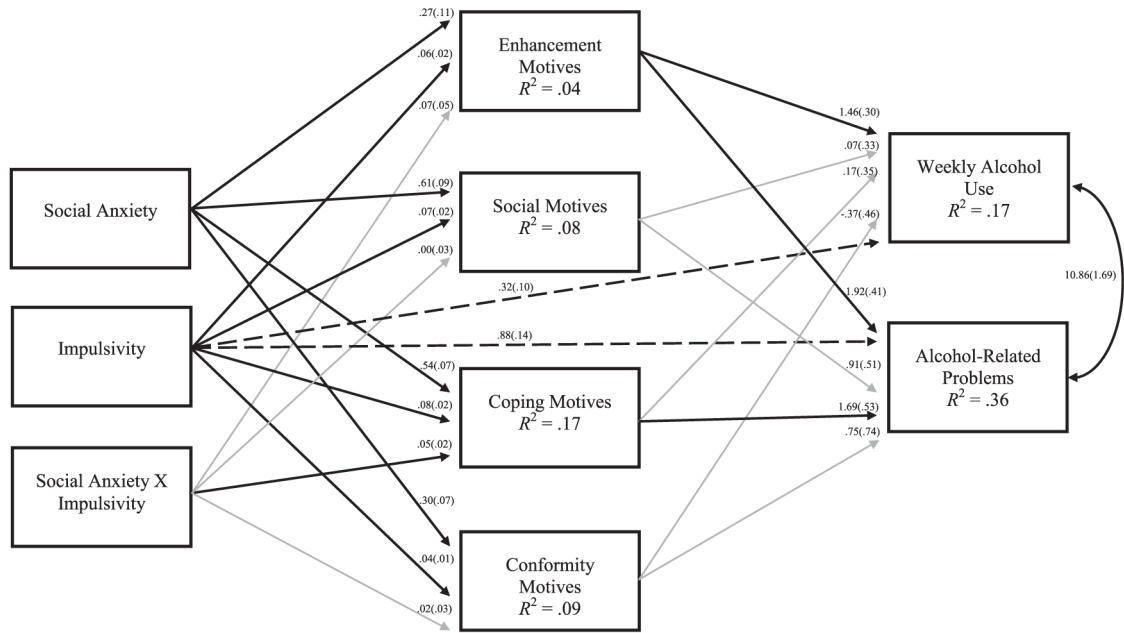 .27(.11)
.06(.02)
.07(.05)
Enhancement
Motives
R² = .04
Social Anxiety
.61(.09)
.07(.02)
.00(.03)
Social Motives
R² = .08
Impulsivity
.54(.07)
.08(.02)
.05(.02)
Coping Motives
R² = .17
Social Anxiety X
Impulsivity
.30(.07)
.04(.01)
.02(.03)
Conformity
Motives
R² = .09
.32(.10)
.88(.14)
1.46(.30)
.07(.33)
.17(.35)
-.37(.46)
Weekly Alcohol
Use
R² = .17
1.92(.41)
.91(.51)
1.69(.53)
.75(.74)
Alcohol-Related
Problems
R² = .36
10.86(1.69)